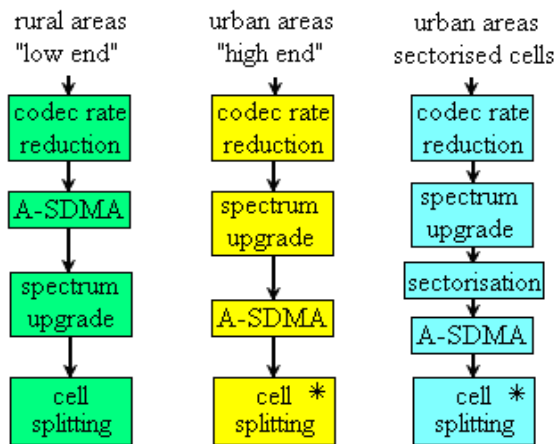 rural areas
"low end"
codec rate
reduction
A-SDMA
spectrum
upgrade
cell
splitting
urban areas
"high end"
codec rate
reduction
spectrum
upgrade
A-SDMA
cell *
splitting
urban areas
sectorised cells
codec rate
reduction
spectrum
upgrade
sectorisation
A-SDMA
cell *
splitting